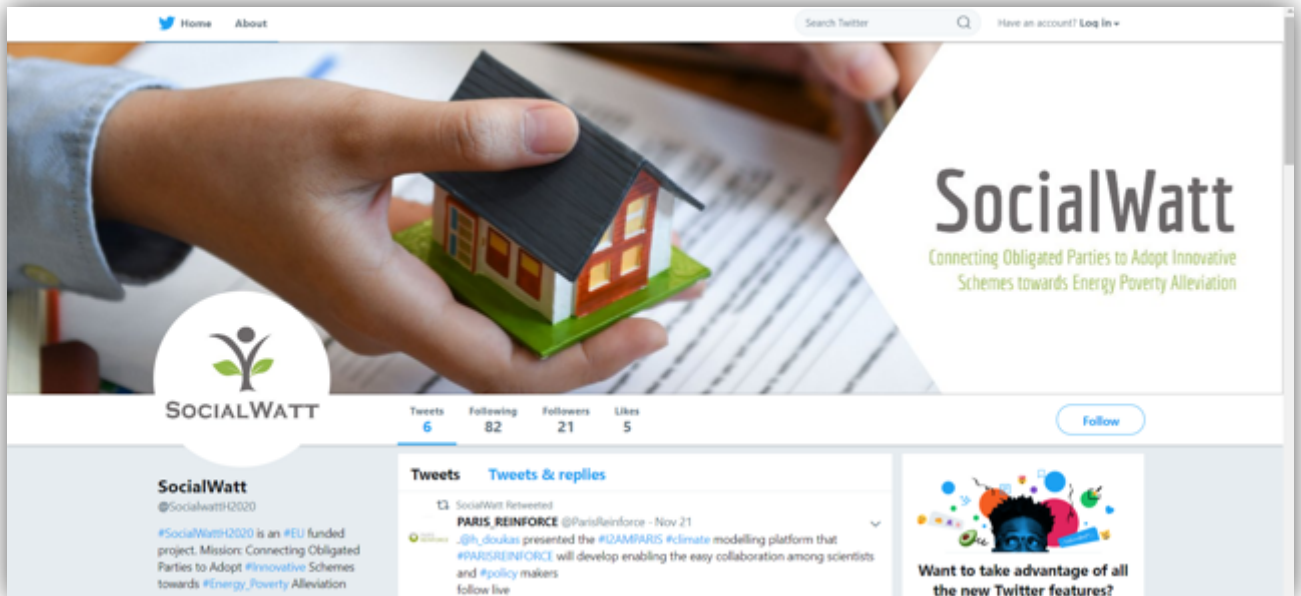 Home About
Search Twitter
Have an account? Log in
SocialWatt
Connecting Obligated Parties to Adopt Innovative
Schemes towards Energy Poverty Alleviation
SOCIALWATT
Tweets Following Followers Likes
6 82 21 5
Follow
SocialWatt
@SocialwattH2020
#SocialWattH2020 is an #EU funded
project. Mission: Connecting Obligated
Parties to Adopt #Innovative Schemes
towards #Energy_Poverty Alleviation
Tweets Tweets & replies
SocialWatt Retweeted
PARIS_REINFORCE @ParisReinforce - Nov 21
.@h_doukas presented the #I2AMPARIS #climate modelling platform that
#PARISREINFORCE will develop enabling the easy collaboration among scientists
and #policy makers
follow live
Want to take advantage of all
the new Twitter features?